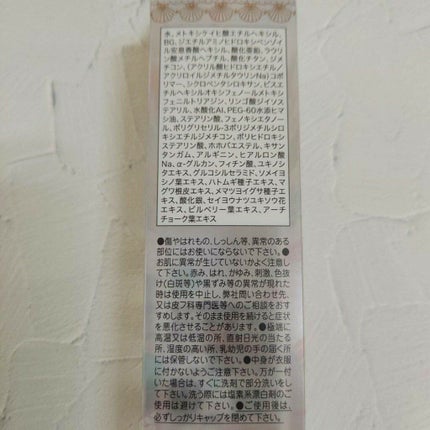 水、メトキシケイヒ酸エチルヘキシル、
BG、ジエチルアミノヒドロキシベンゾイ
ル安息香酸ヘキシル、酸化亜鉛、ラウリ
ン酸メチルヘプチル、酸化チタン、ジメ
チコン、(アクリル酸ヒドロキシエチル/
アクリロイルジメチルタウリンNa)コポ
リマー、シクロペンタシロキサン、ビスエ
チルヘキシルオキシフェノールメトキシ
フェニルトリアジン、リンゴ酸ジイソス
テアリル、水酸化Al、PEG-60水添ヒマ
シ油、ステアリン酸、フェノキシエタノー
ル、ポリグリセリル-3ポリジメチルシロ
キシエチルジメチコン、ポリヒドロキシ
ステアリン酸、ホホバエステル、キサン
タンガム、アルギニン、ヒアルロン酸
Na、α-グルカン、フィチン酸、ユキノシ
タエキス、グルコシルセラミド、ソメイヨ
シノ葉エキス、ハトムギ種子エキス、マ
グワ根皮エキス、メマツヨイグサ種子エ
キス、酸化銀、セイヨウナツユキソウ花
エキス、ビルベリー葉エキス、アーチ
チョーク葉エキス
●傷やはれもの、しっしん等、異常のある
部位にはお使いにならないで下さい。●
お肌に異常が生じていないかよく注意し
て下さい。赤み、はれ、かゆみ、刺激、色抜
け(白斑等)や黒ずみ等の異常が現れた
時は使用を中止し、弊社問い合わせ先、
又は皮フ科専門医等へのご相談をおす
すめします。そのまま使用を続けると症状
を悪化させることがあります。●極端に
高温又は低温の所、直射日光の当たる
所、湿度の高い所、乳幼児の手の届く所に
は保管しないで下さい。●中身が衣服
に付かないようご注意下さい。万が一付
いた場合は、すぐに洗剤で部分洗いをし
て下さい。洗う際には塩素系漂白剤のご
使用は避けて下さい。●ご使用後は、
必ずしっかりキャップを閉めて下さい。